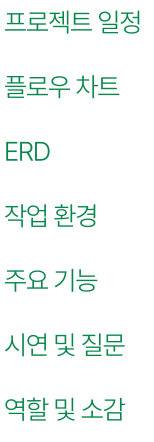 프로젝트 일정
플로우 차트
ERD
작업 환경
주요 기능
시연 및 질문
역할 및 소감